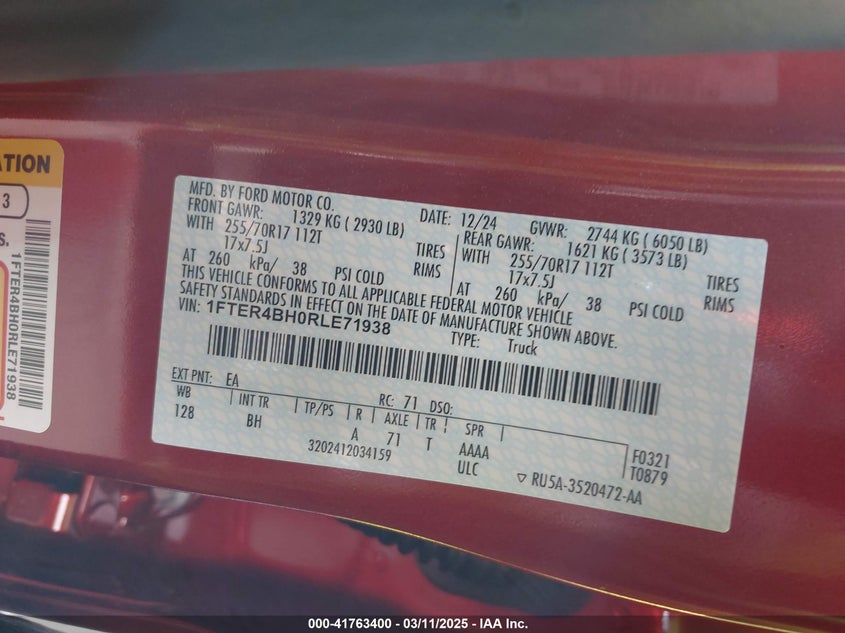 ATION
3
S.
1FTER4BH0RLE71938
MFD. BY FORD MOTOR CO.
DATE: 12/24
GVWR: 2744 KG ( 6050 LB)
FRONT GAWR: 1329 KG ( 2930 LB)
REAR GAWR: 1621 KG ( 3573 LB)
WITH 255/70R17 112T TIRES
WITH 255/70R17 112T TIRES
17x7.5J RIMS
17x7.5J RIMS
AT 260 kPa/ 38 PSI COLD
AT 260 kPa/ 38 PSI COLD
THIS VEHICLE CONFORMS TO ALL APPLICABLE FEDERAL MOTOR VEHICLE
SAFETY STANDARDS IN EFFECT ON THE DATE OF MANUFACTURE SHOWN ABOVE.
VIN: 1FTER4BH0RLE71938
TYPE: Truck
EXT PNT: EA
RC: 71 DSO:
WB INT TR TP/PS R AXLE TR SPR
128 BH A 71 T AAAA
ULC
3202412034159
F0321
T0879
▽ RU5A-3520472-AA
000-41763400 - 03/11/2025 - IAA Inc.